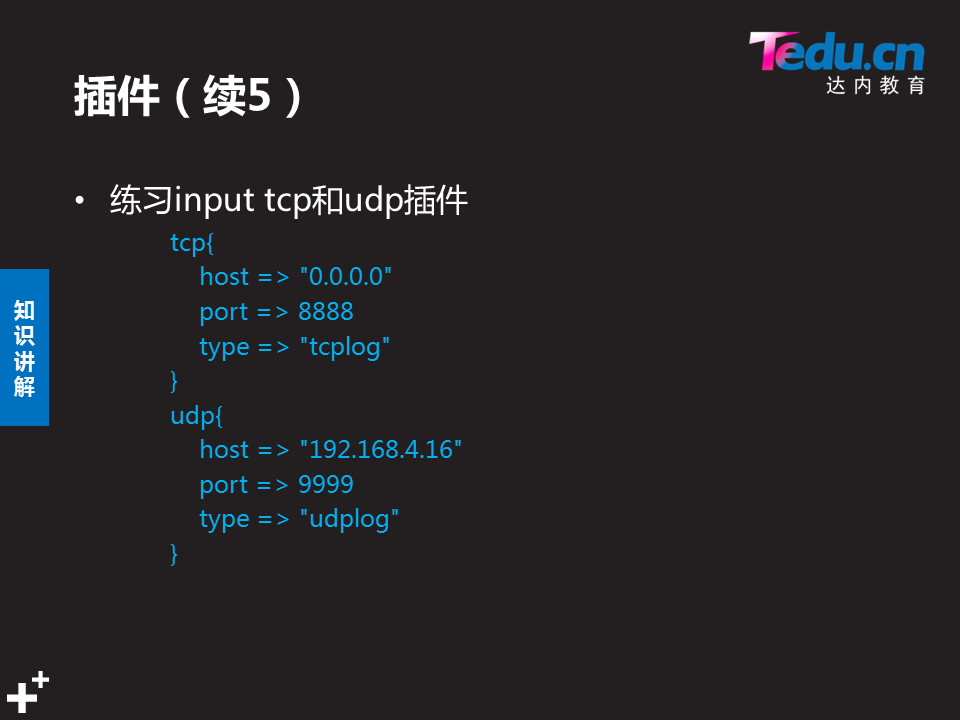 Tedu.cn
达内教育
插件（续5）
• 练习input tcp和udp插件
tcp{
host => "0.0.0.0"
port => 8888
type => "tcplog"
}
udp{
host => "192.168.4.16"
port => 9999
type => "udplog"
}
知
识
讲
解